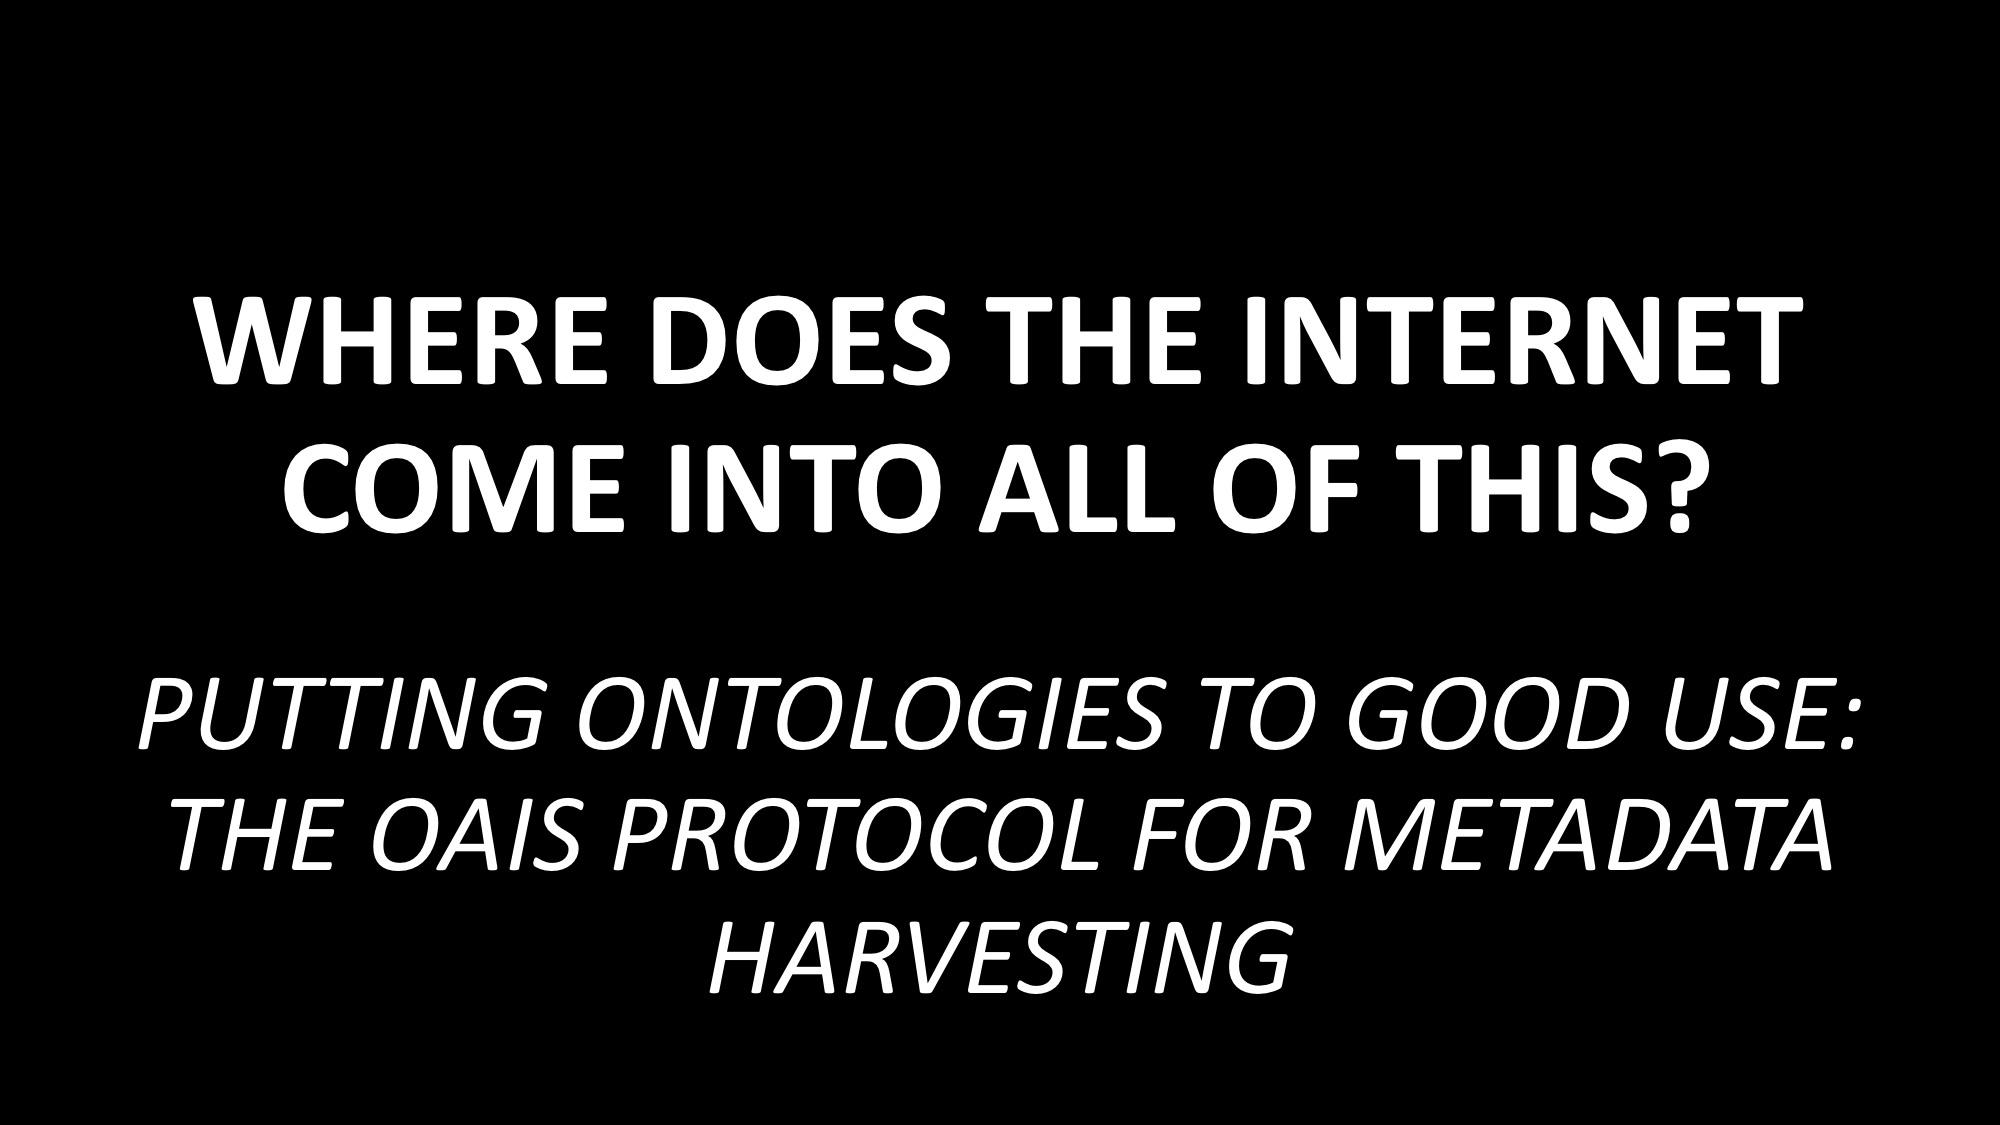 WHERE DOES THE INTERNET
COME INTO ALL OF THIS?
PUTTING ONTOLOGIES TO GOOD USE:
THE OAIS PROTOCOL FOR METADATA
HARVESTING